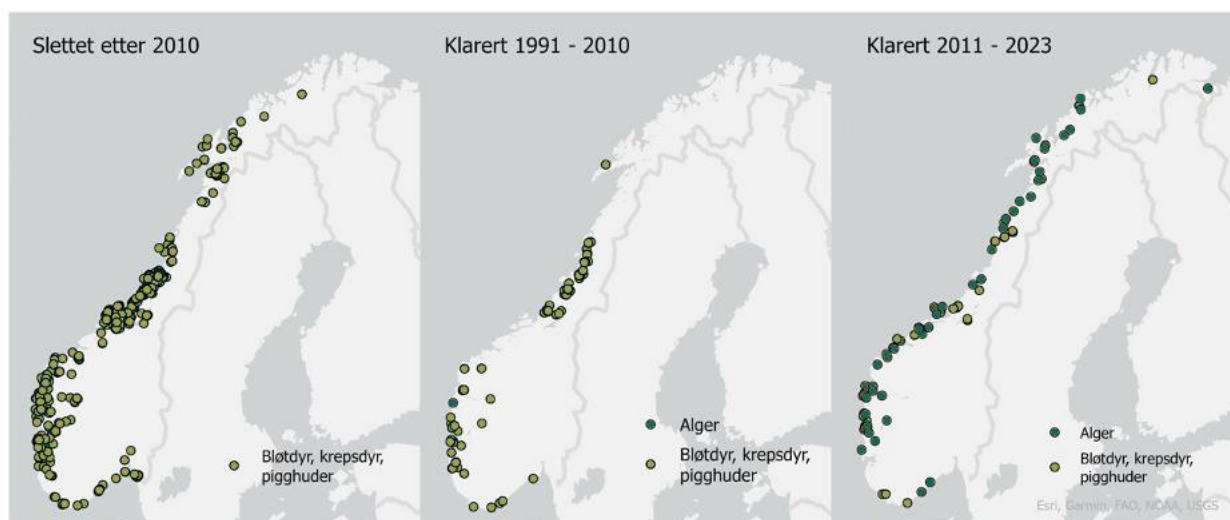 Slettet etter 2010
Bløtdyr, krepsdyr,
pigghuder
Klarert 1991 - 2010
Alger
Bløtdyr, krepsdyr,
pigghuder
Klarert 2011 - 2023
Alger
Bløtdyr, krepsdyr,
pigghuder
Esri, Garmin, FAO, NOAA, USGS